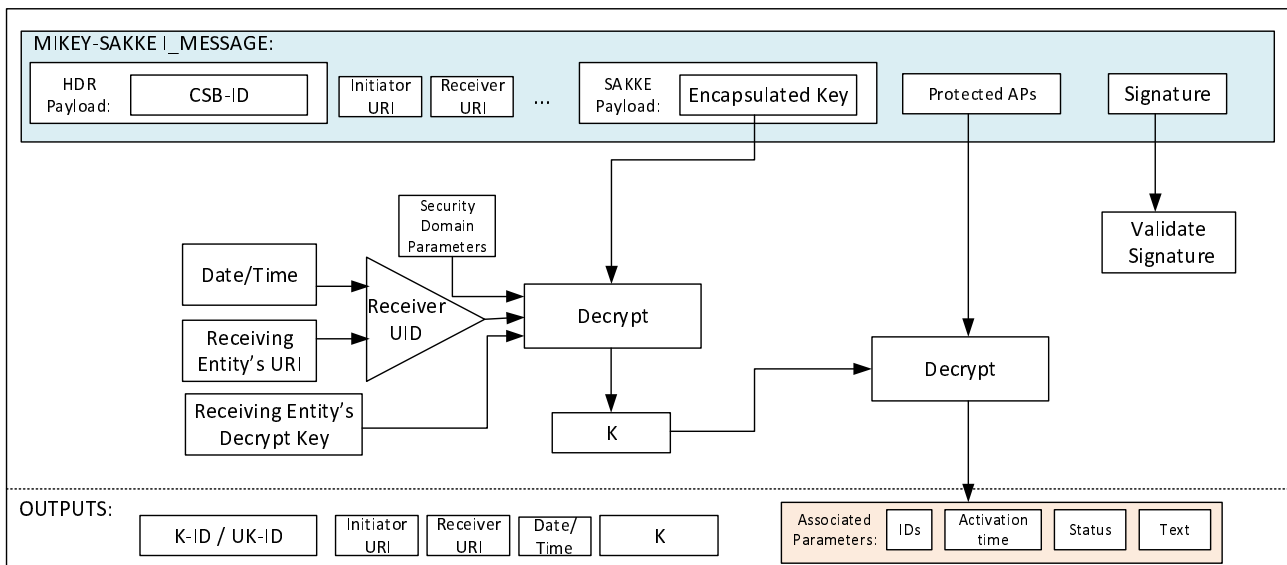 MIKEY-SAKKE I_MESSAGE:
HDR
Payload:
CSB-ID
Initiator
URI
Receiver
URI
...
SAKKE
Payload:
Encapsulated Key
Protected APs
Signature
Security
Domain
Parameters
Validate
Signature
Date/Time
Receiver
UID
Decrypt
Receiving
Entity's URI
Decrypt
Receiving Entity's
Decrypt Key
K
OUTPUTS:
K-ID / UK-ID
Initiator
URI
Receiver
URI
Date/
Time
K
Associated
Parameters:
IDs
Activation
time
Status
Text